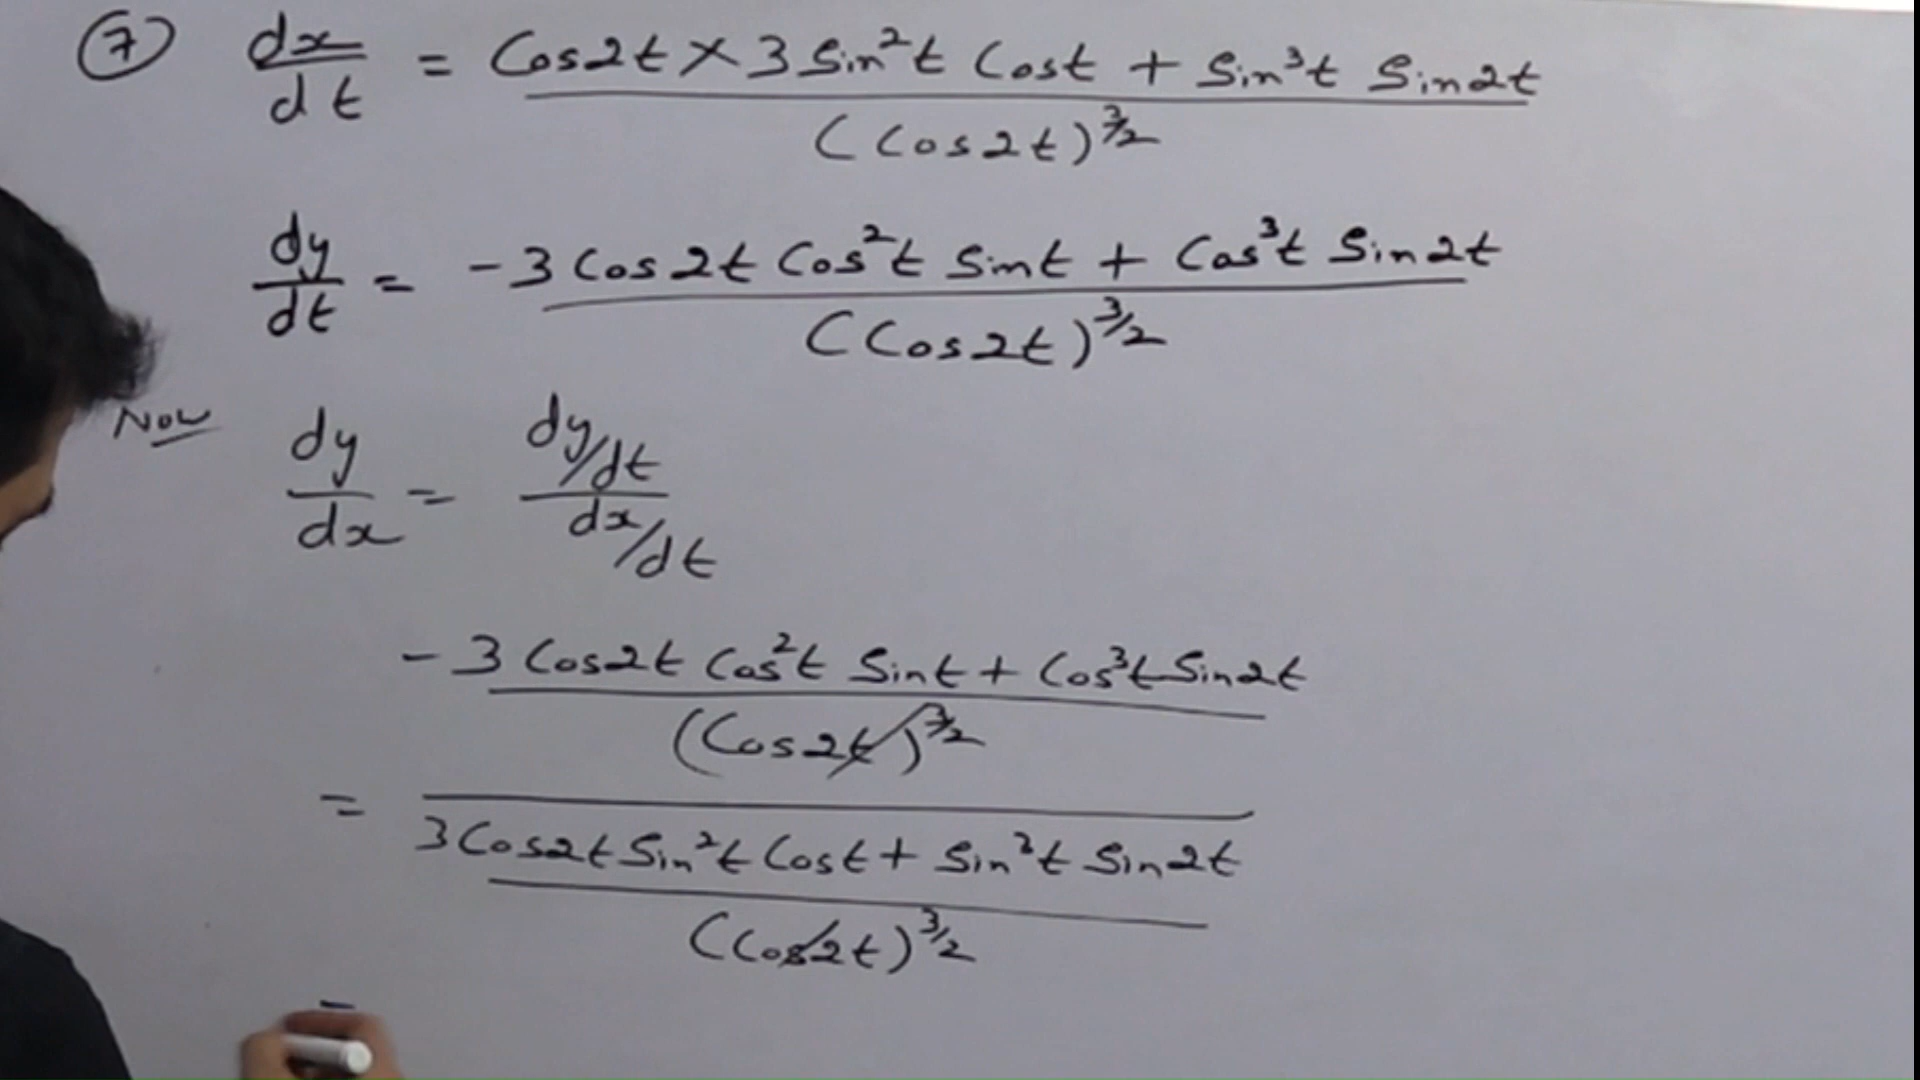 ⑦ dx/dt = Cos2t × 3 Sin²t Cost + Sin³t Sin2t / (Cos2t)^3/2
dy/dt = -3 Cos2t Cos²t Sint + Cos³t Sin2t / (Cos2t)^3/2
Now dy/dx = dy/dt / dx/dt
-3 Cos2t Cos²t Sint + Cos³t Sin2t
(Cos2t)^3/2
=
3 Cos2t Sin²t Cost + Sin³t Sin2t
(Cos2t)^3/2
=